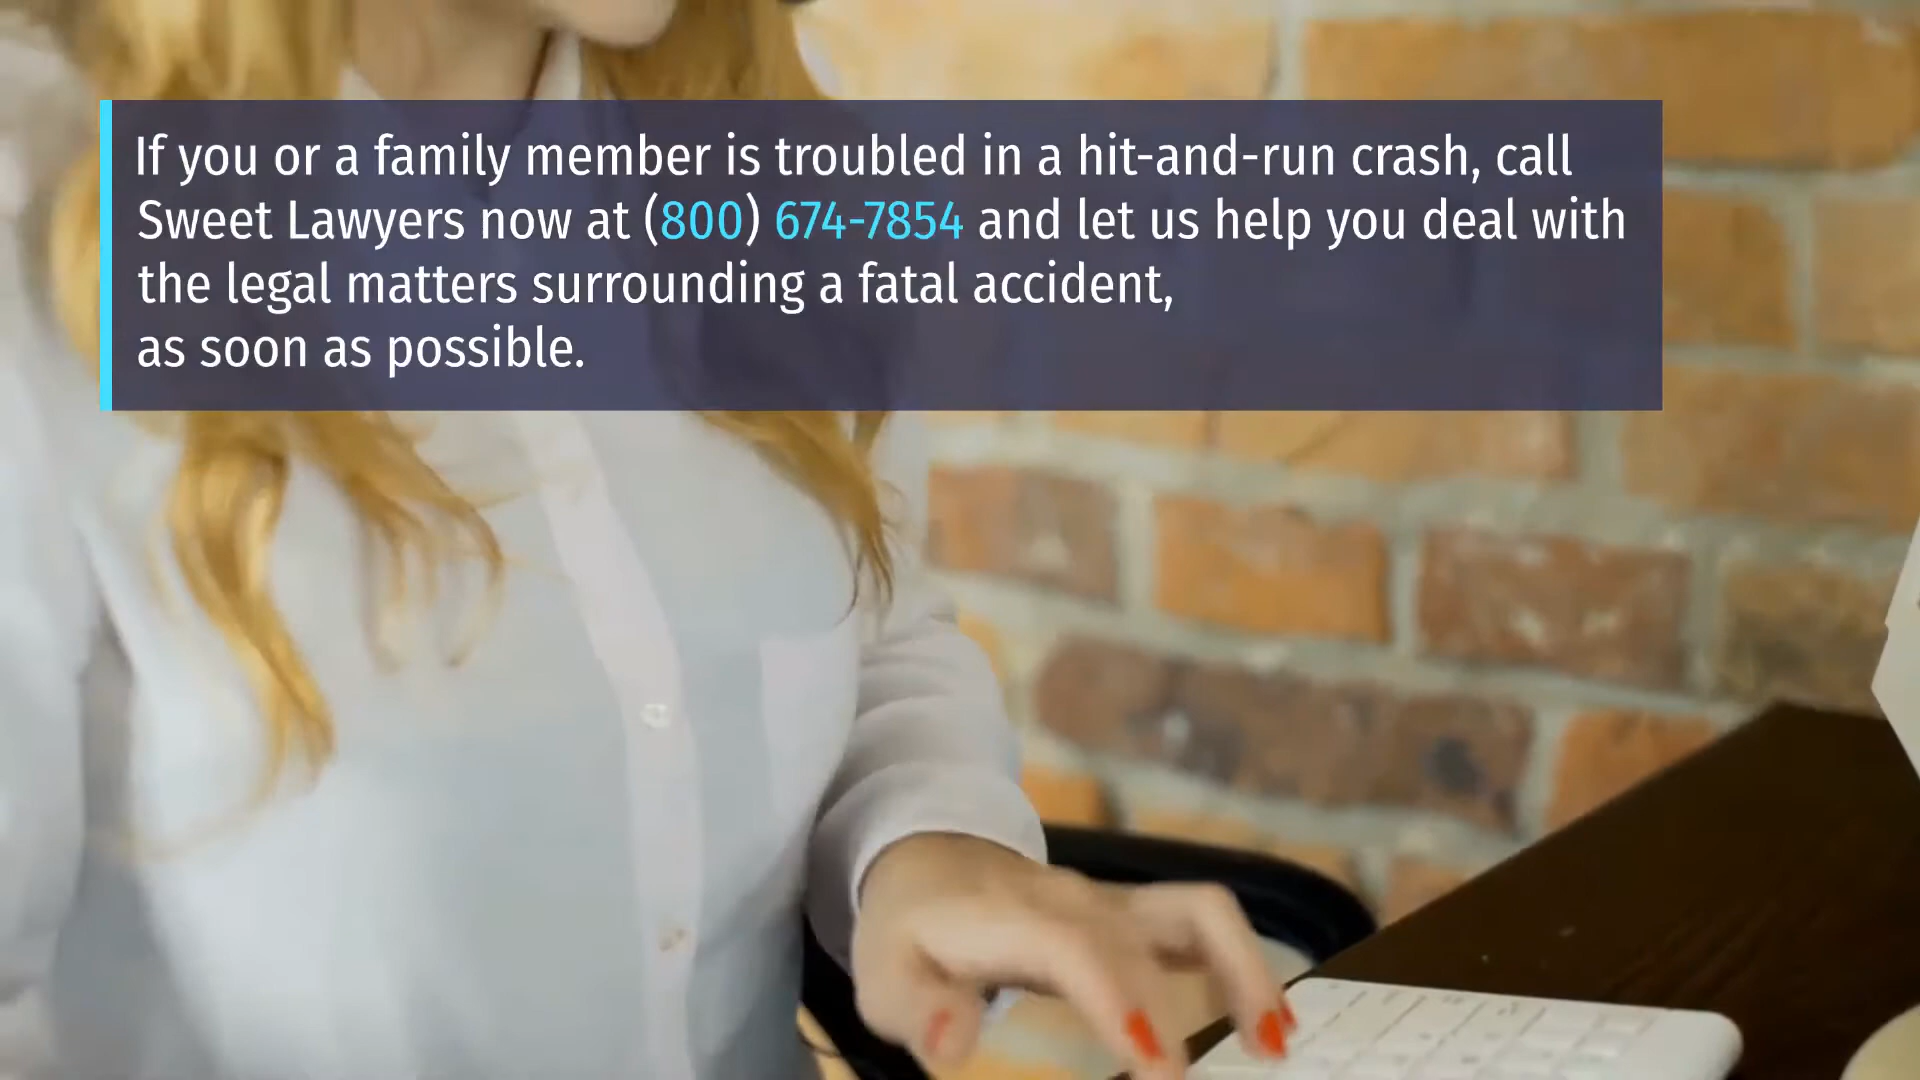 If you or a family member is troubled in a hit-and-run crash, call
Sweet Lawyers now at (800) 674-7854 and let us help you deal with
the legal matters surrounding a fatal accident,
as soon as possible.